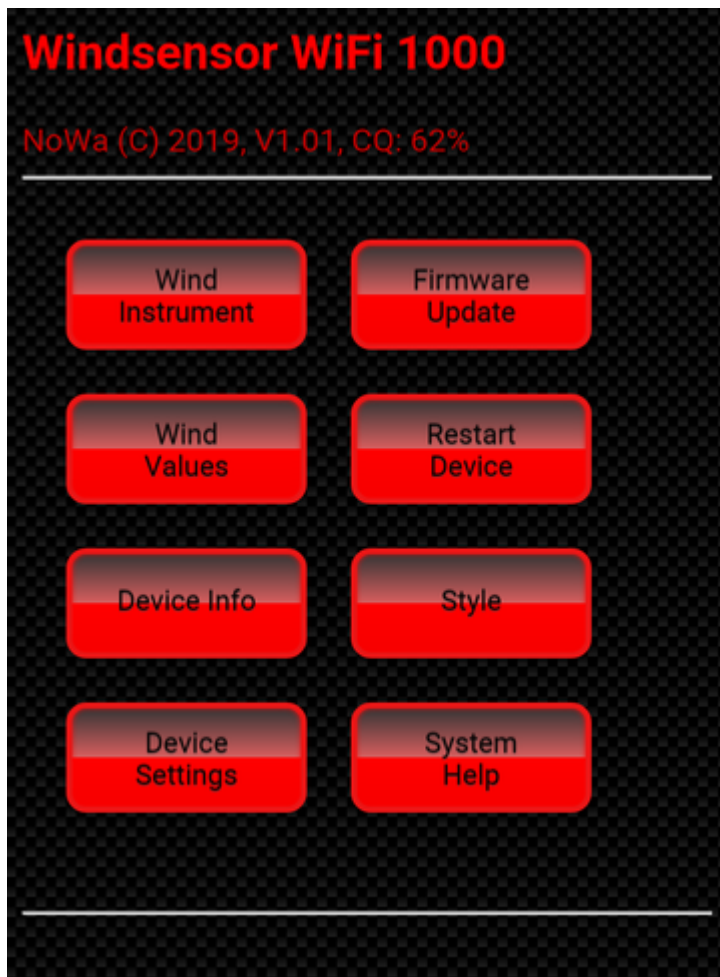 Windsensor WiFi 1000
NoWa (C) 2019, V1.01, CQ: 62%
Wind
Instrument
Firmware
Update
Wind
Values
Restart
Device
Device Info
Style
Device
Settings
System
Help